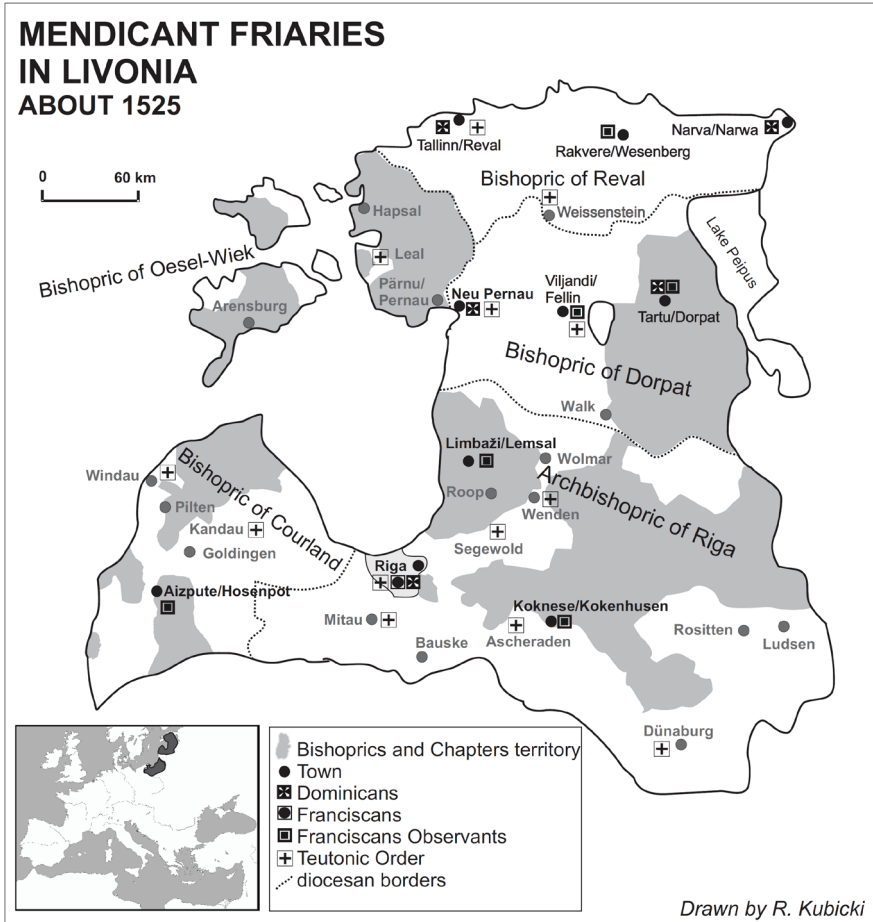 MENDICANT FRIARIES
IN LIVONIA
ABOUT 1525
0 60 km
Tallinn/Reval
Rakvere/Wesenberg
Narva/Narwa
Bishopric of Reval
Hapsal
Weissenstein
Lake Peipus
Bishopric of Oesel-Wiek
Leal
Arensburg
Pärnu/
Pernau
Neu Pernau
Viljandi/
Fellin
Tartu/Dorpat
Bishopric of Dorpat
Walk
Limbaži/Lemsal
Wolmar
Windau
Bishopric of Courland
Pilten
Roop
Wenden
Archbishopric of Riga
Kandau
Goldingen
Segewold
Riga
Aizpute/Hosenpot
Koknese/Kokenhusen
Mitau
Ascheraden
Rositten
Ludsen
Bauske
Dünaburg
Bishoprics and Chapters territory
Town
Dominicans
Franciscans
Franciscans Observants
Teutonic Order
diocesan borders
Drawn by R. Kubicki